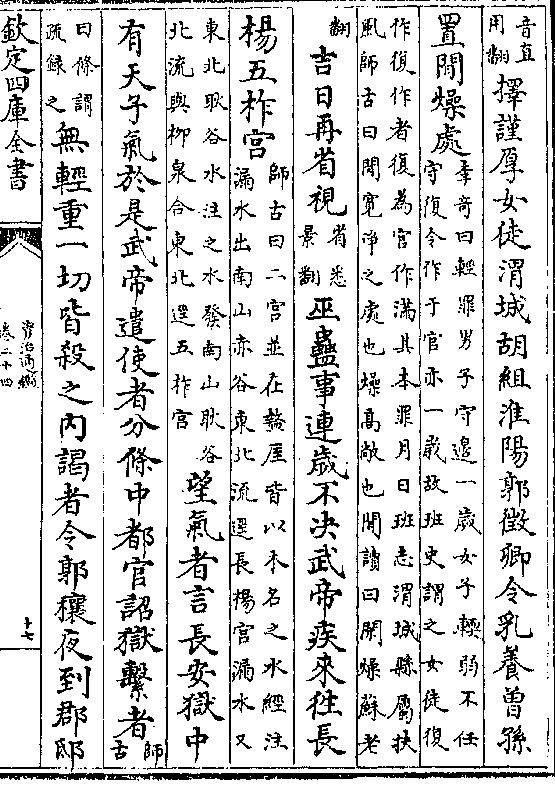 音直
用翻
擇謹厚女徒渭城胡組淮陽郭徴卿令乳養曾孫
置閒燥處
李奇曰輕罪男子守邊一歲女子輭弱不任
守復令作于官亦一歲故班史謂之女徒復
作復作者復為官作滿其本罪月日班志渭城縣屬扶
風師古曰閒寛浄之處也燥高敞也閒讀曰閑燥蘇老
翻
吉日再省視
省悉
景翻
巫蠱事連歳不决武帝疾來往長
楊五柞宮
師古曰二宮並在盩厔皆以木名之水經注
漏水出南山赤谷東北流逕長楊宮漏水又
東北耿谷水注之水發南山耿谷
北流與柳泉合東北逕五柞宮
望氣者言長安獄中
有天子氣於是武帝遣使者分條中都官詔獄繫者
師
古
曰條謂
疏録之
無輕重一切皆殺之内謁者令郭穰夜到郡邸
欽定四庫全書
資治通鑑
卷二十四
十七